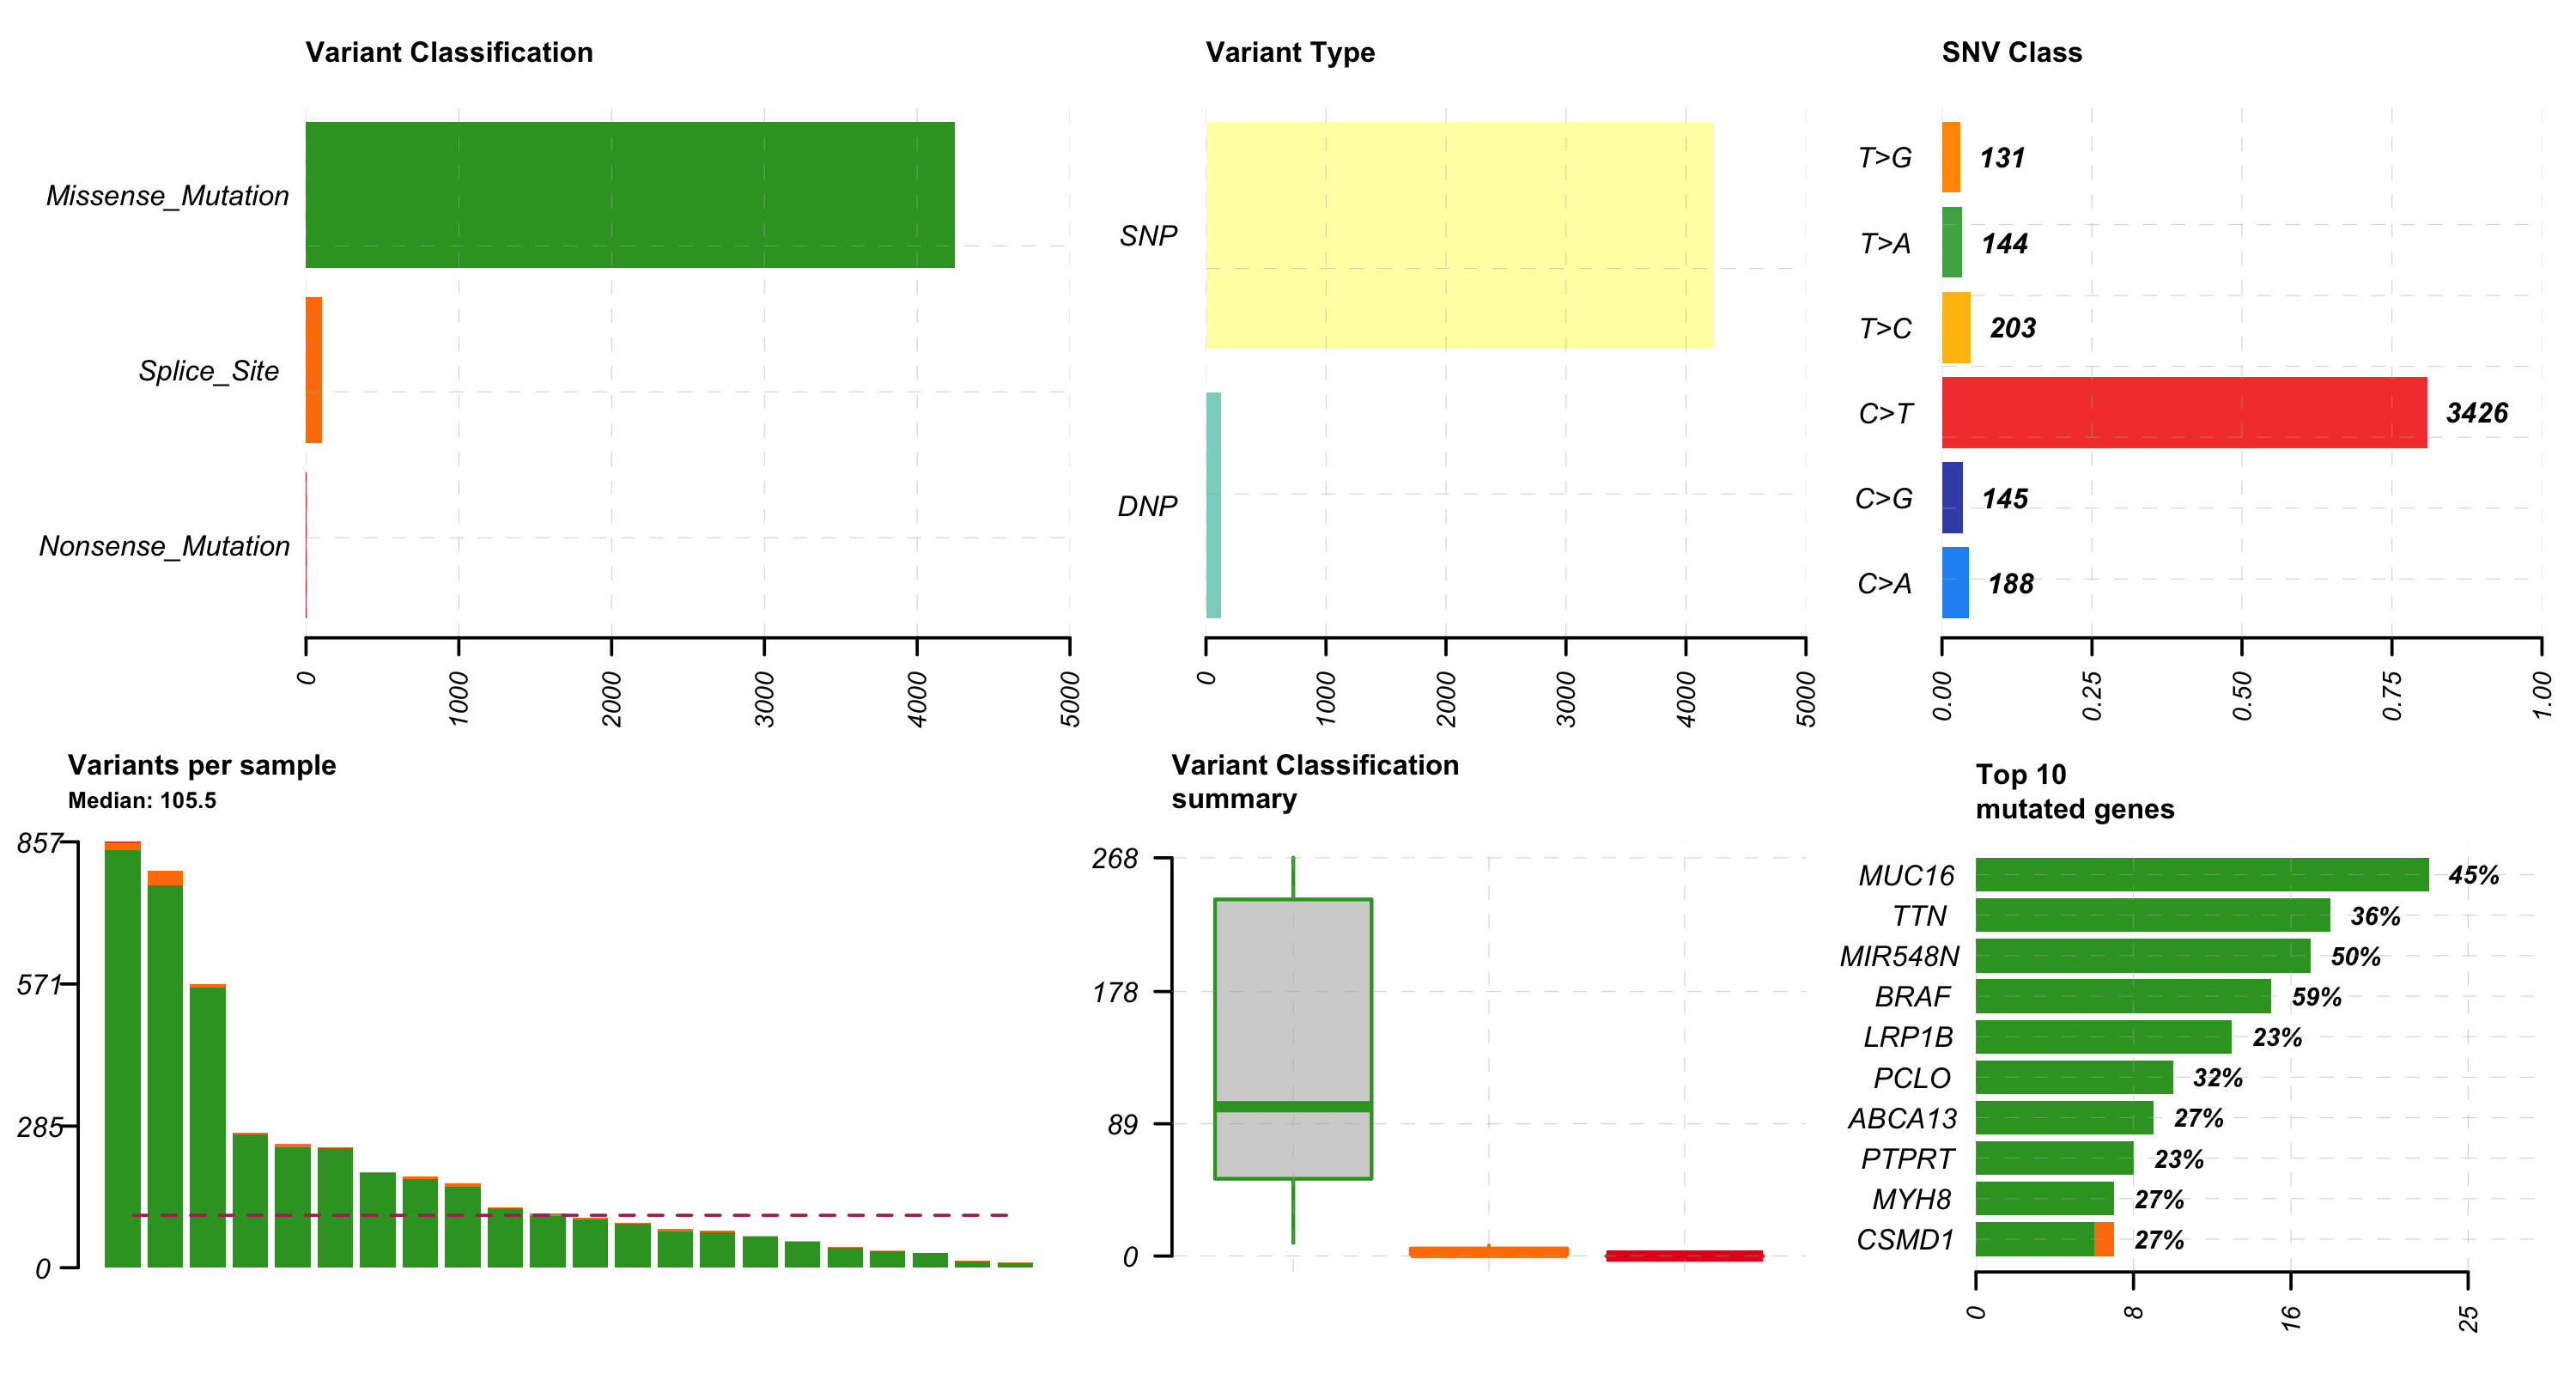 Variant Classification
Missense_Mutation
Splice_Site
Nonsense_Mutation
0 1000 2000 3000 4000 5000
Variant Type
SNP
DNP
0 1000 2000 3000 4000 5000
SNV Class
T>G 131
T>A 144
T>C 203
C>T 3426
C>G 145
C>A 188
0.00 0.25 0.50 0.75 1.00
Variants per sample
Median: 105.5
857
571
285
0
Variant Classification
summary
268
178
89
0
Top 10
mutated genes
MUC16 45%
TTN 36%
MIR548N 50%
BRAF 59%
LRP1B 23%
PCLO 32%
ABCA13 27%
PTPRT 23%
MYH8 27%
CSMD1 27%
0 8 16 25